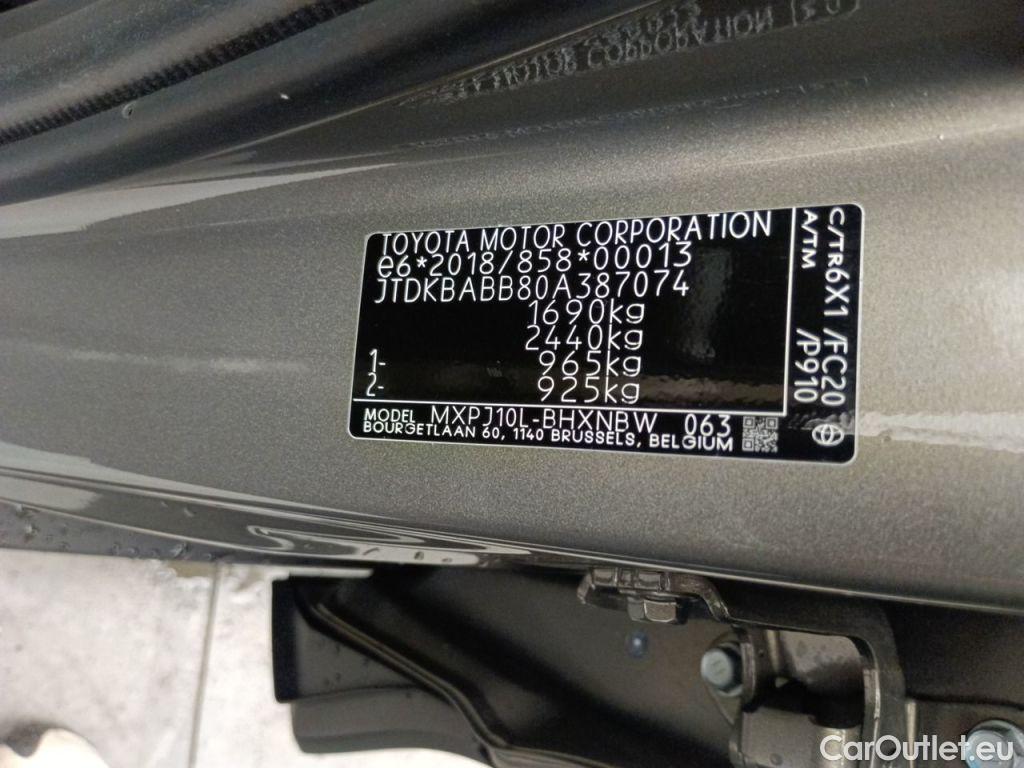 TOYOTA MOTOR CORPORATION
e6*2018/858*00013
JTDKBABB80A387074
1690kg
2440kg
1- 965kg
2- 925kg
MODEL MXPJ10L-BHXNBW 063
BOURGETLAAN 60, 1140 BRUSSELS, BELGIUM
C/TR6X1 /FC20
A/TM /P910
CarOutlet.eu